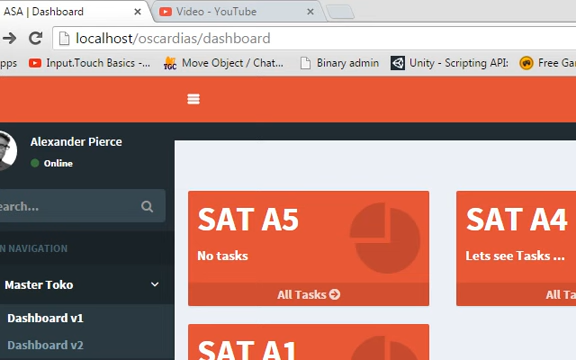 ASA | Dashboard
Video - YouTube
localhost/oscardias/dashboard
pps
Input.Touch Basics -...
Move Object / Chat...
Binary admin
Unity - Scripting API:
Free Ga
Alexander Pierce
Online
earch...
N NAVIGATION
Master Toko
Dashboard v1
Dashboard v2
SAT A5
No tasks
All Tasks
SAT A4
Lets see Tasks ...
All Ta
SAT A1